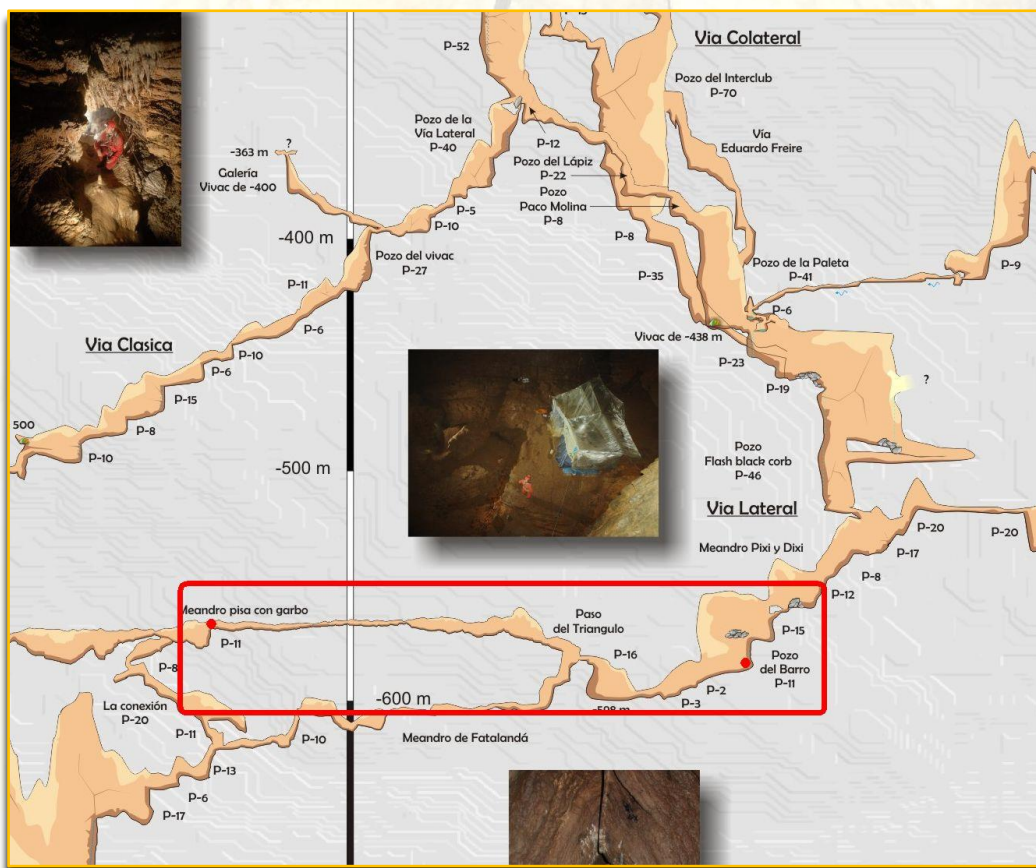 P-52
Via Colateral
Pozo del Interclub
P-70
Pozo de la
Vía Lateral
P-40
P-12
Vía
Eduardo Freire
?
-363 m
Galería
Vivac de -400
Pozo del Lápiz
P-22
Pozo
Paco Molina
P-8
P-5
P-10
-400 m
P-8
Pozo del vivac
P-27
Pozo de la Paleta
P-41
P-9
P-35
P-11
P-6
P-6
Vivac de -438 m
Via Clasica
P-10
P-23
P-6
P-19
?
P-15
500
P-8
P-10
Pozo
Flash black corb
P-46
-500 m
Via Lateral
P-20
P-20
Meandro Pixi y Dixi
P-17
P-8
P-12
Meandro pisa con garbo
Paso
del Triangulo
P-15
P-11
P-16
Pozo
del Barro
P-11
P-8
P-2
P-3
-600 m
-598 m
La conexión
P-20
P-11
P-10
Meandro de Fatalandá
P-13
P-6
P-17